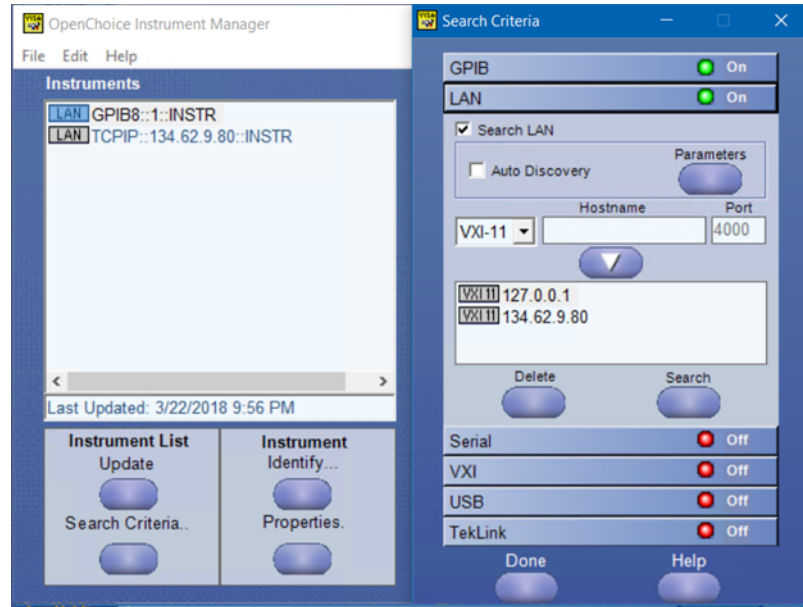 OpenChoice Instrument Manager
File Edit Help
Instruments
LAN GPIB8::1::INSTR
LAN TCPIP::134.62.9.80::INSTR
Last Updated: 3/22/2018 9:56 PM
Instrument List
Update
Search Criteria..
Instrument
Identify...
Properties.
Search Criteria
GPIB On
LAN On
Search LAN
Auto Discovery
Parameters
Hostname Port
VXI-11 4000
VXI 11 127.0.0.1
VXI 11 134.62.9.80
Delete Search
Serial Off
VXI Off
USB Off
TekLink Off
Done Help